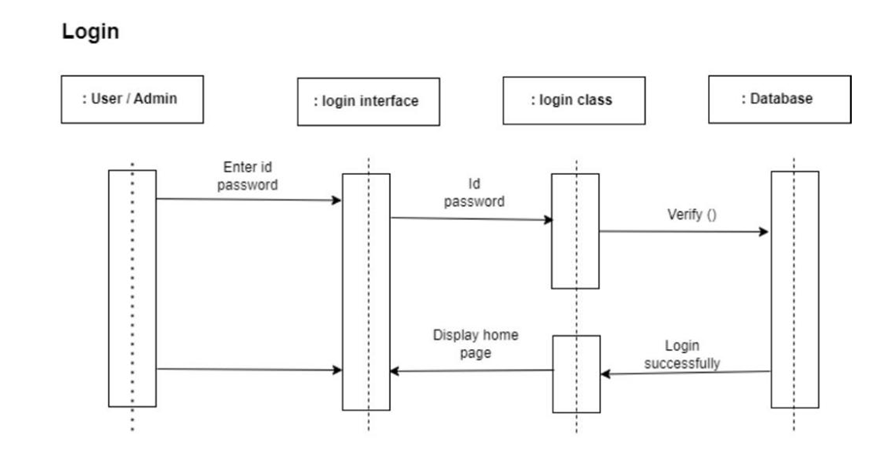 Login
: User / Admin
: login interface
: login class
: Database
Enter id
password
Id
password
Verify ()
Display home
page
Login
successfully